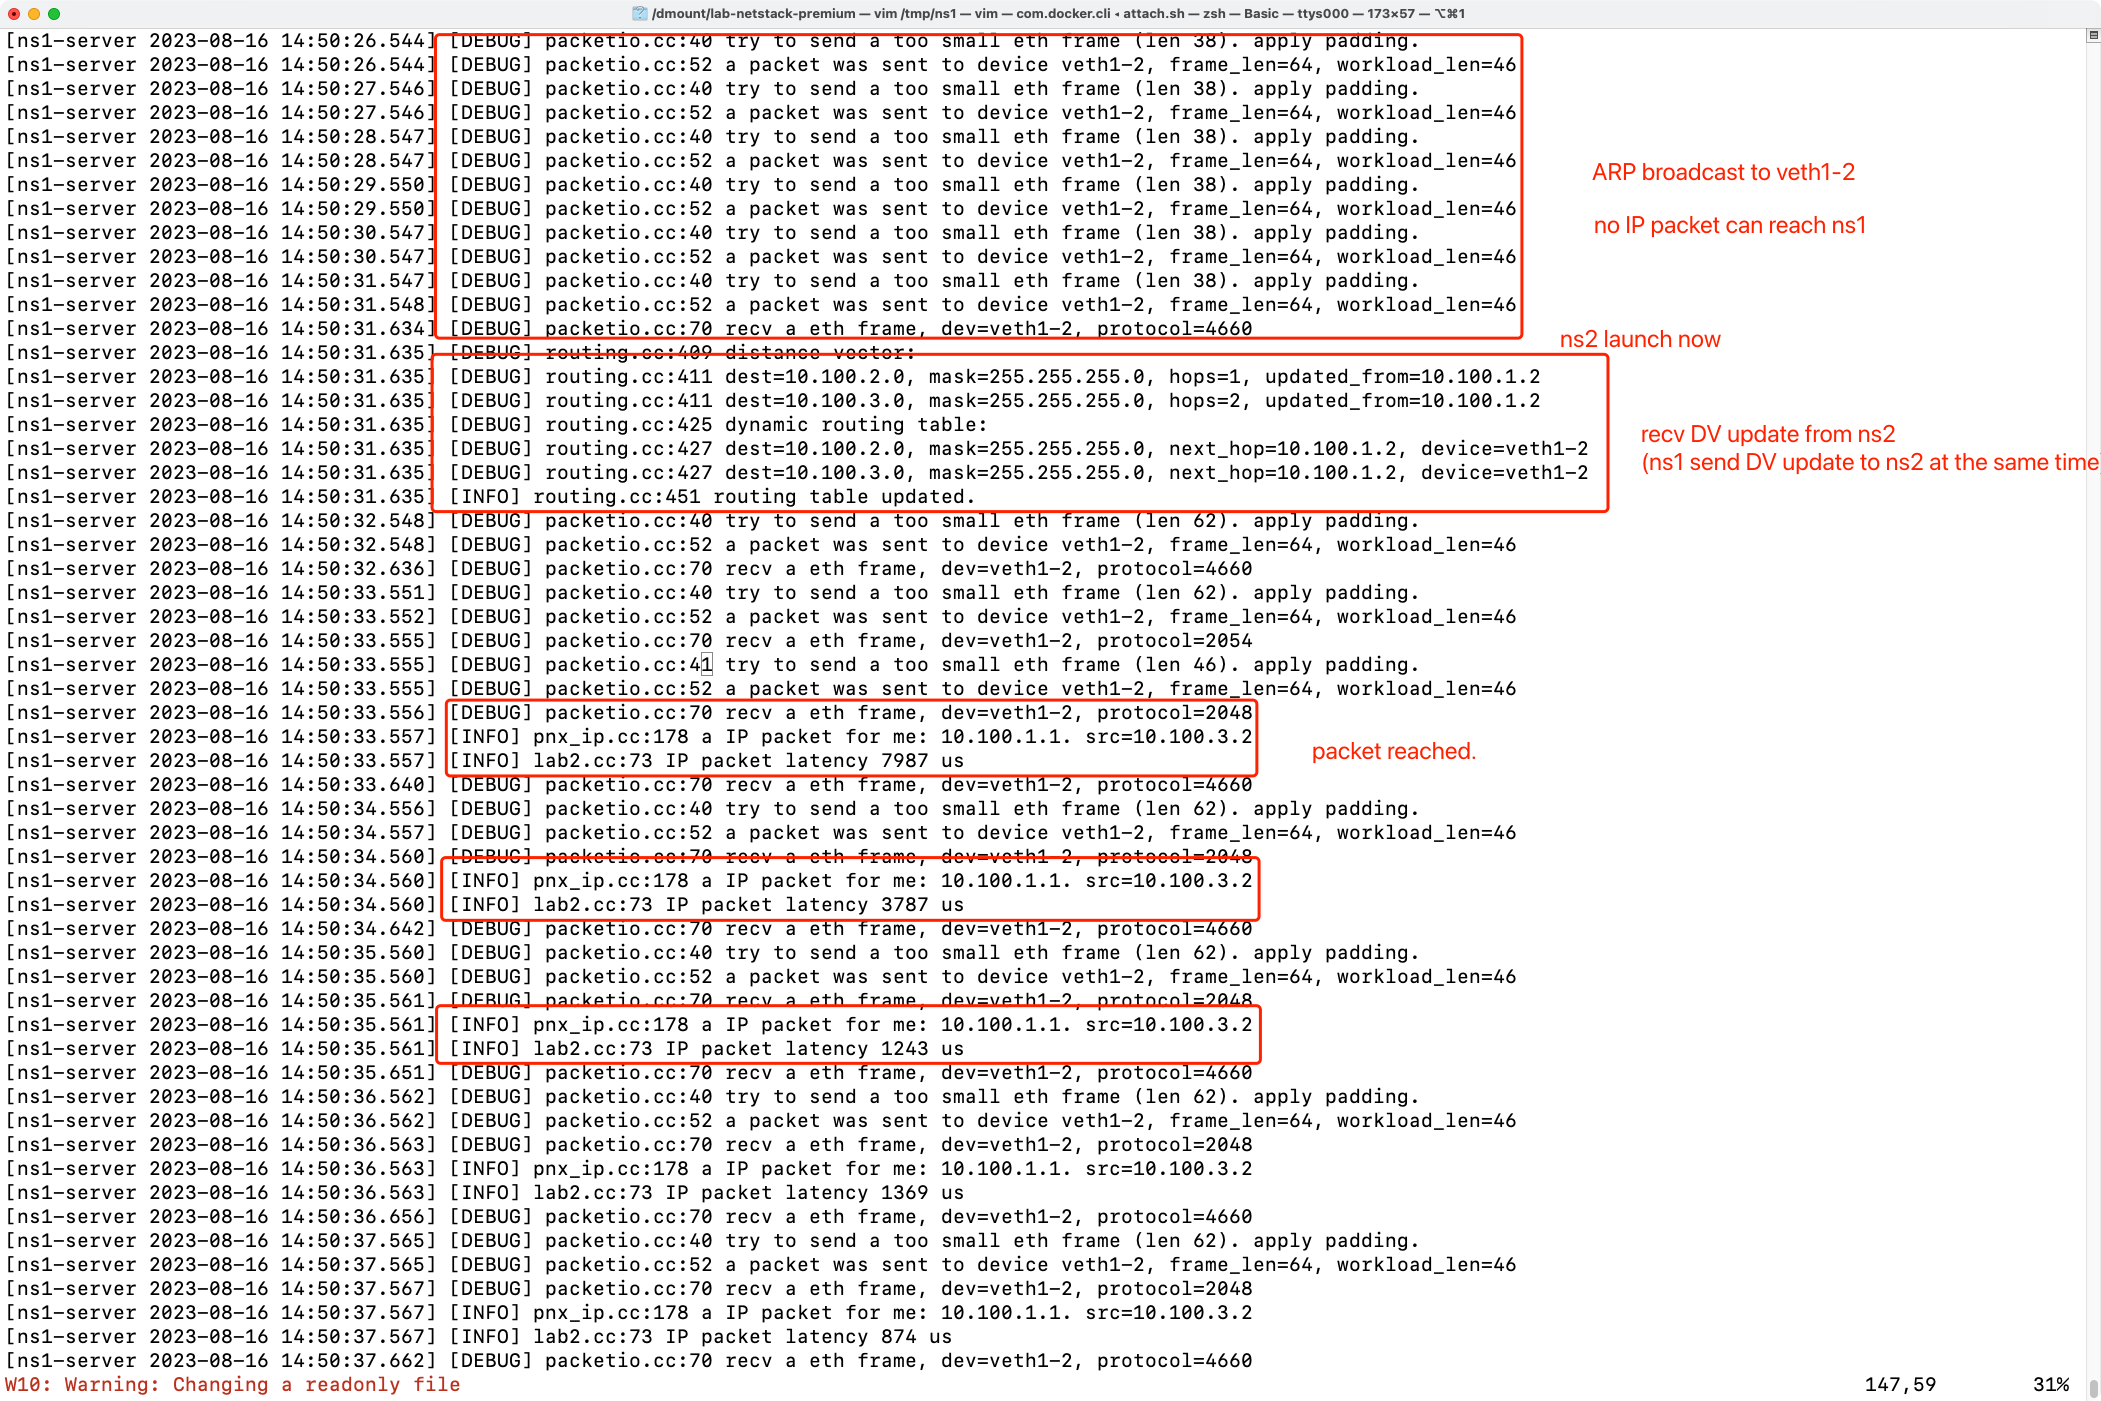 /dmount/lab-netstack-premium — vim /tmp/ns1 — vim — com.docker.cli ◂ attach.sh — zsh — Basic — ttys000 — 173×57 — ⌥⌘1
[ns1-server 2023-08-16 14:50:26.544] [DEBUG] packetio.cc:40 try to send a too small eth frame (len 38). apply padding.
[ns1-server 2023-08-16 14:50:26.544] [DEBUG] packetio.cc:52 a packet was sent to device veth1-2, frame_len=64, workload_len=46
[ns1-server 2023-08-16 14:50:27.546] [DEBUG] packetio.cc:40 try to send a too small eth frame (len 38). apply padding.
[ns1-server 2023-08-16 14:50:27.546] [DEBUG] packetio.cc:52 a packet was sent to device veth1-2, frame_len=64, workload_len=46
[ns1-server 2023-08-16 14:50:28.547] [DEBUG] packetio.cc:40 try to send a too small eth frame (len 38). apply padding.
[ns1-server 2023-08-16 14:50:28.547] [DEBUG] packetio.cc:52 a packet was sent to device veth1-2, frame_len=64, workload_len=46
ARP broadcast to veth1-2
[ns1-server 2023-08-16 14:50:29.550] [DEBUG] packetio.cc:40 try to send a too small eth frame (len 38). apply padding.
[ns1-server 2023-08-16 14:50:29.550] [DEBUG] packetio.cc:52 a packet was sent to device veth1-2, frame_len=64, workload_len=46
no IP packet can reach ns1
[ns1-server 2023-08-16 14:50:30.547] [DEBUG] packetio.cc:40 try to send a too small eth frame (len 38). apply padding.
[ns1-server 2023-08-16 14:50:30.547] [DEBUG] packetio.cc:52 a packet was sent to device veth1-2, frame_len=64, workload_len=46
[ns1-server 2023-08-16 14:50:31.547] [DEBUG] packetio.cc:40 try to send a too small eth frame (len 38). apply padding.
[ns1-server 2023-08-16 14:50:31.548] [DEBUG] packetio.cc:52 a packet was sent to device veth1-2, frame_len=64, workload_len=46
[ns1-server 2023-08-16 14:50:31.634] [DEBUG] packetio.cc:70 recv a eth frame, dev=veth1-2, protocol=4660
ns2 launch now
[ns1-server 2023-08-16 14:50:31.635] [DEBUG] routing.cc:409 distance vector:
[ns1-server 2023-08-16 14:50:31.635] [DEBUG] routing.cc:411 dest=10.100.2.0, mask=255.255.255.0, hops=1, updated_from=10.100.1.2
[ns1-server 2023-08-16 14:50:31.635] [DEBUG] routing.cc:411 dest=10.100.3.0, mask=255.255.255.0, hops=2, updated_from=10.100.1.2
[ns1-server 2023-08-16 14:50:31.635] [DEBUG] routing.cc:425 dynamic routing table:
recv DV update from ns2
[ns1-server 2023-08-16 14:50:31.635] [DEBUG] routing.cc:427 dest=10.100.2.0, mask=255.255.255.0, next_hop=10.100.1.2, device=veth1-2
(ns1 send DV update to ns2 at the same time
[ns1-server 2023-08-16 14:50:31.635] [DEBUG] routing.cc:427 dest=10.100.3.0, mask=255.255.255.0, next_hop=10.100.1.2, device=veth1-2
[ns1-server 2023-08-16 14:50:31.635] [INFO] routing.cc:451 routing table updated.
[ns1-server 2023-08-16 14:50:32.548] [DEBUG] packetio.cc:40 try to send a too small eth frame (len 62). apply padding.
[ns1-server 2023-08-16 14:50:32.548] [DEBUG] packetio.cc:52 a packet was sent to device veth1-2, frame_len=64, workload_len=46
[ns1-server 2023-08-16 14:50:32.636] [DEBUG] packetio.cc:70 recv a eth frame, dev=veth1-2, protocol=4660
[ns1-server 2023-08-16 14:50:33.551] [DEBUG] packetio.cc:40 try to send a too small eth frame (len 62). apply padding.
[ns1-server 2023-08-16 14:50:33.552] [DEBUG] packetio.cc:52 a packet was sent to device veth1-2, frame_len=64, workload_len=46
[ns1-server 2023-08-16 14:50:33.555] [DEBUG] packetio.cc:70 recv a eth frame, dev=veth1-2, protocol=2054
[ns1-server 2023-08-16 14:50:33.555] [DEBUG] packetio.cc:41 try to send a too small eth frame (len 46). apply padding.
[ns1-server 2023-08-16 14:50:33.555] [DEBUG] packetio.cc:52 a packet was sent to device veth1-2, frame_len=64, workload_len=46
[ns1-server 2023-08-16 14:50:33.556] [DEBUG] packetio.cc:70 recv a eth frame, dev=veth1-2, protocol=2048
[ns1-server 2023-08-16 14:50:33.557] [INFO] pnx_ip.cc:178 a IP packet for me: 10.100.1.1. src=10.100.3.2
packet reached.
[ns1-server 2023-08-16 14:50:33.557] [INFO] lab2.cc:73 IP packet latency 7987 us
[ns1-server 2023-08-16 14:50:33.640] [DEBUG] packetio.cc:70 recv a eth frame, dev=veth1-2, protocol=4660
[ns1-server 2023-08-16 14:50:34.556] [DEBUG] packetio.cc:40 try to send a too small eth frame (len 62). apply padding.
[ns1-server 2023-08-16 14:50:34.557] [DEBUG] packetio.cc:52 a packet was sent to device veth1-2, frame_len=64, workload_len=46
[ns1-server 2023-08-16 14:50:34.560] [DEBUG] packetio.cc:70 recv a eth frame, dev=veth1-2, protocol=2048
[ns1-server 2023-08-16 14:50:34.560] [INFO] pnx_ip.cc:178 a IP packet for me: 10.100.1.1. src=10.100.3.2
[ns1-server 2023-08-16 14:50:34.560] [INFO] lab2.cc:73 IP packet latency 3787 us
[ns1-server 2023-08-16 14:50:34.642] [DEBUG] packetio.cc:70 recv a eth frame, dev=veth1-2, protocol=4660
[ns1-server 2023-08-16 14:50:35.560] [DEBUG] packetio.cc:40 try to send a too small eth frame (len 62). apply padding.
[ns1-server 2023-08-16 14:50:35.560] [DEBUG] packetio.cc:52 a packet was sent to device veth1-2, frame_len=64, workload_len=46
[ns1-server 2023-08-16 14:50:35.561] [DEBUG] packetio.cc:70 recv a eth frame, dev=veth1-2, protocol=2048
[ns1-server 2023-08-16 14:50:35.561] [INFO] pnx_ip.cc:178 a IP packet for me: 10.100.1.1. src=10.100.3.2
[ns1-server 2023-08-16 14:50:35.561] [INFO] lab2.cc:73 IP packet latency 1243 us
[ns1-server 2023-08-16 14:50:35.651] [DEBUG] packetio.cc:70 recv a eth frame, dev=veth1-2, protocol=4660
[ns1-server 2023-08-16 14:50:36.562] [DEBUG] packetio.cc:40 try to send a too small eth frame (len 62). apply padding.
[ns1-server 2023-08-16 14:50:36.562] [DEBUG] packetio.cc:52 a packet was sent to device veth1-2, frame_len=64, workload_len=46
[ns1-server 2023-08-16 14:50:36.563] [DEBUG] packetio.cc:70 recv a eth frame, dev=veth1-2, protocol=2048
[ns1-server 2023-08-16 14:50:36.563] [INFO] pnx_ip.cc:178 a IP packet for me: 10.100.1.1. src=10.100.3.2
[ns1-server 2023-08-16 14:50:36.563] [INFO] lab2.cc:73 IP packet latency 1369 us
[ns1-server 2023-08-16 14:50:36.656] [DEBUG] packetio.cc:70 recv a eth frame, dev=veth1-2, protocol=4660
[ns1-server 2023-08-16 14:50:37.565] [DEBUG] packetio.cc:40 try to send a too small eth frame (len 62). apply padding.
[ns1-server 2023-08-16 14:50:37.565] [DEBUG] packetio.cc:52 a packet was sent to device veth1-2, frame_len=64, workload_len=46
[ns1-server 2023-08-16 14:50:37.567] [DEBUG] packetio.cc:70 recv a eth frame, dev=veth1-2, protocol=2048
[ns1-server 2023-08-16 14:50:37.567] [INFO] pnx_ip.cc:178 a IP packet for me: 10.100.1.1. src=10.100.3.2
[ns1-server 2023-08-16 14:50:37.567] [INFO] lab2.cc:73 IP packet latency 874 us
[ns1-server 2023-08-16 14:50:37.662] [DEBUG] packetio.cc:70 recv a eth frame, dev=veth1-2, protocol=4660
W10: Warning: Changing a readonly file 147,59 31%